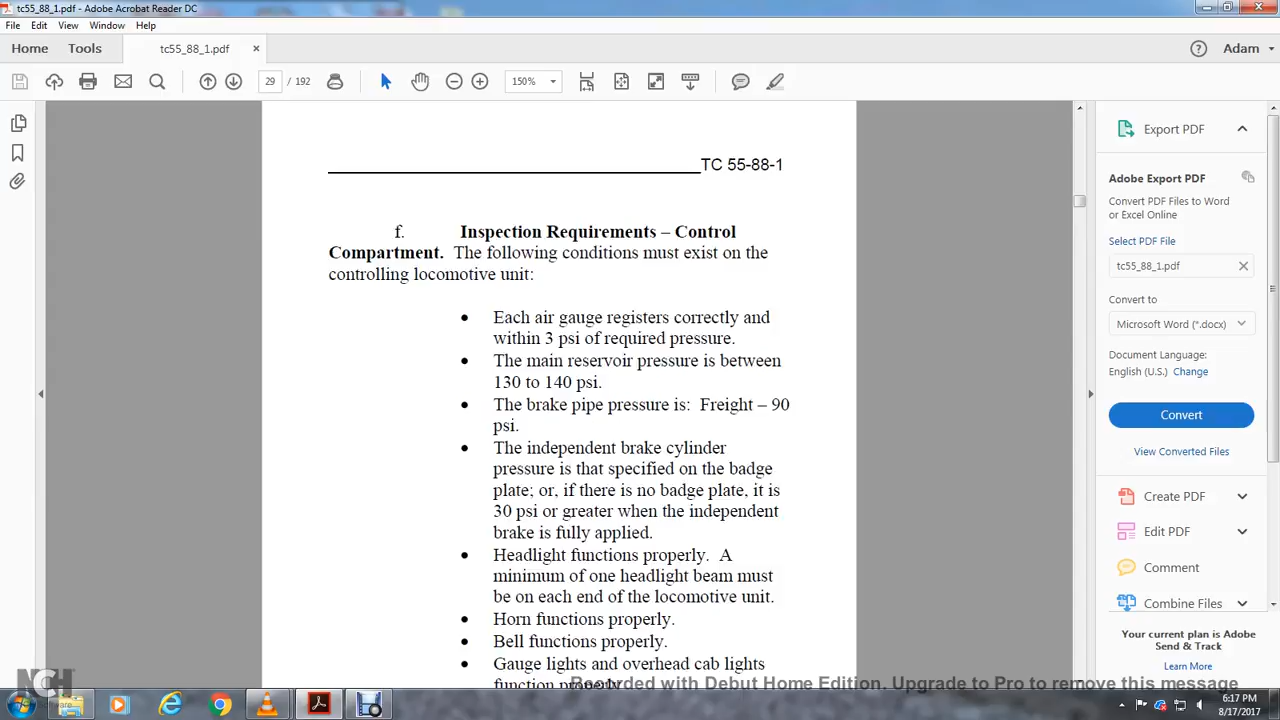 tc55_88_1.pdf - Adobe Acrobat Reader DC
File Edit View Window Help
Home Tools tc55_88_1.pdf × Adam
29 / 192 150%
TC 55-88-1
f. Inspection Requirements – Control
Compartment. The following conditions must exist on the
controlling locomotive unit:
• Each air gauge registers correctly and
within 3 psi of required pressure.
• The main reservoir pressure is between
130 to 140 psi.
• The brake pipe pressure is: Freight – 90
psi.
• The independent brake cylinder
pressure is that specified on the badge
plate; or, if there is no badge plate, it is
30 psi or greater when the independent
brake is fully applied.
• Headlight functions properly. A
minimum of one headlight beam must
be on each end of the locomotive unit.
• Horn functions properly.
• Bell functions properly.
• Gauge lights and overhead cab lights
function properly
Export PDF
Adobe Export PDF
Convert PDF Files to Word
or Excel Online
Select PDF File
tc55_88_1.pdf
Convert to
Microsoft Word (*.docx)
Document Language:
English (U.S.) Change
Convert
View Converted Files
Create PDF
Edit PDF
Comment
Combine Files
Your current plan is Adobe
Send & Track
Learn More
NCH
Software
Recorded with Debut Home Edition. Upgrade to Pro to remove this message
6:17 PM
8/17/2017